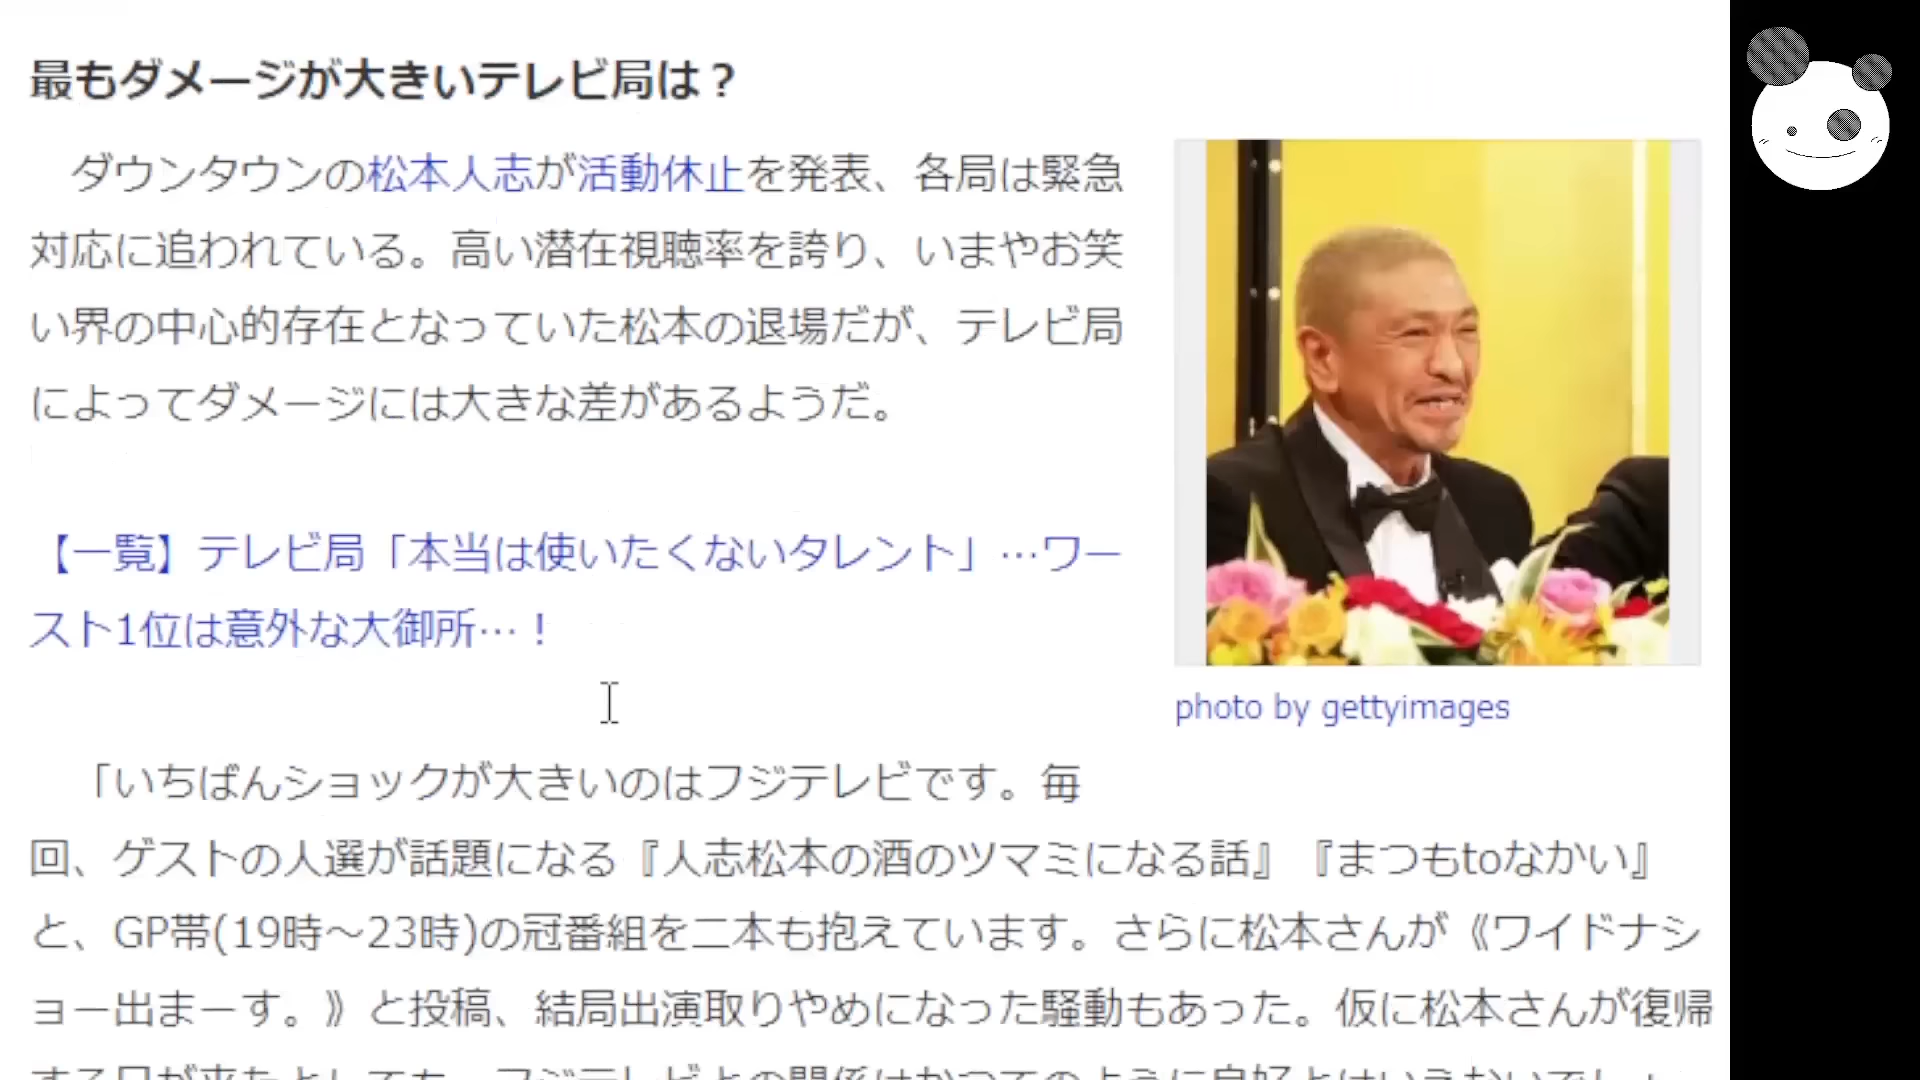 最もダメージが大きいテレビ局は？
ダウンタウンの松本人志が活動休止を発表、各局は緊急
対応に追われている。高い潜在視聴率を誇り、いまやお笑
い界の中心的存在となっていた松本の退場だが、テレビ局
によってダメージには大きな差があるようだ。
【一覧】テレビ局「本当は使いたくないタレント」…ワー
スト1位は意外な大御所…！
photo by gettyimages
「いちばんショックが大きいのはフジテレビです。毎
回、ゲストの人選が話題になる『人志松本の酒のツマミになる話』『まつもtoなかい』
と、GP帯(19時～23時)の冠番組を二本も抱えています。さらに松本さんが《ワイドナシ
ョー出まーす。》と投稿、結局出演取りやめになった騒動もあった。仮に松本さんが復帰